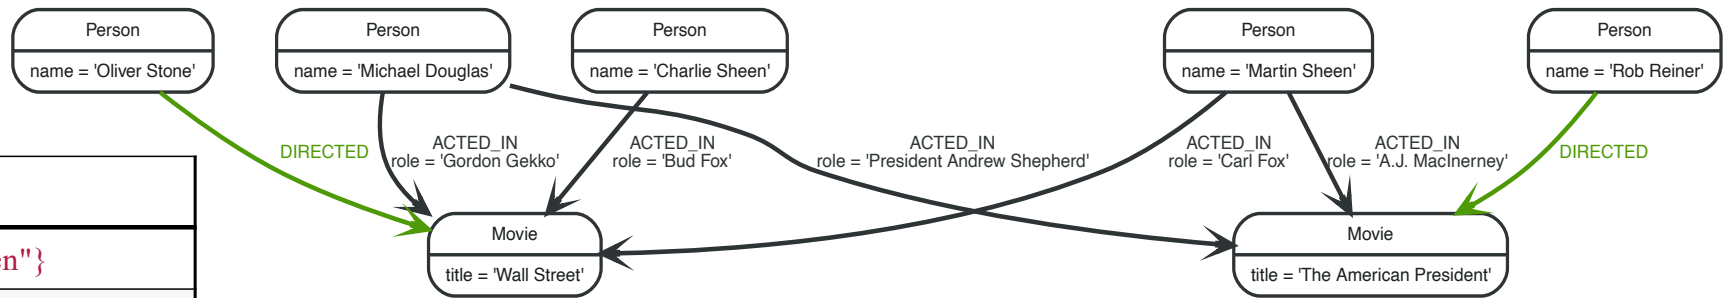 Person
name = 'Oliver Stone'
Person
name = 'Michael Douglas'
Person
name = 'Charlie Sheen'
Person
name = 'Martin Sheen'
Person
name = 'Rob Reiner'
DIRECTED
ACTED_IN
role = 'Gordon Gekko'
ACTED_IN
role = 'Bud Fox'
ACTED_IN
role = 'President Andrew Shepherd'
ACTED_IN
role = 'Carl Fox'
ACTED_IN
role = 'A.J. MacInerney'
DIRECTED
Movie
title = 'Wall Street'
Movie
title = 'The American President'
en"}